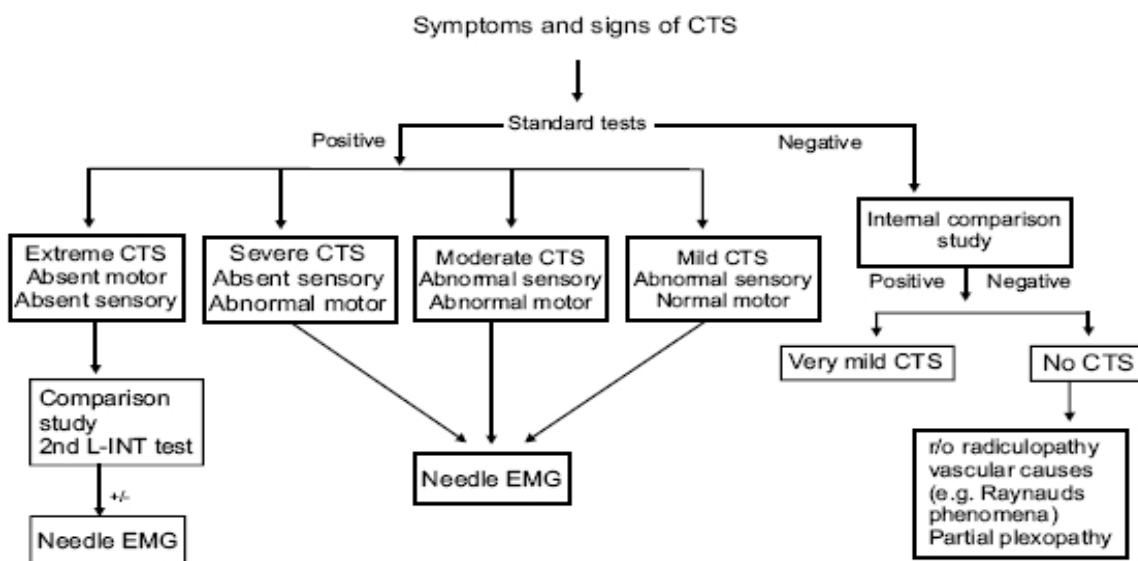 Symptoms and signs of CTS
Standard tests
Positive
Negative
Extreme CTS
Absent motor
Absent sensory
Severe CTS
Absent sensory
Abnormal motor
Moderate CTS
Abnormal sensory
Abnormal motor
Mild CTS
Abnormal sensory
Normal motor
Internal comparison
study
Positive
Negative
Very mild CTS
No CTS
Comparison
study
2nd L-INT test
+/-
Needle EMG
Needle EMG
r/o radiculopathy
vascular causes
(e.g. Raynauds
phenomena)
Partial plexopathy